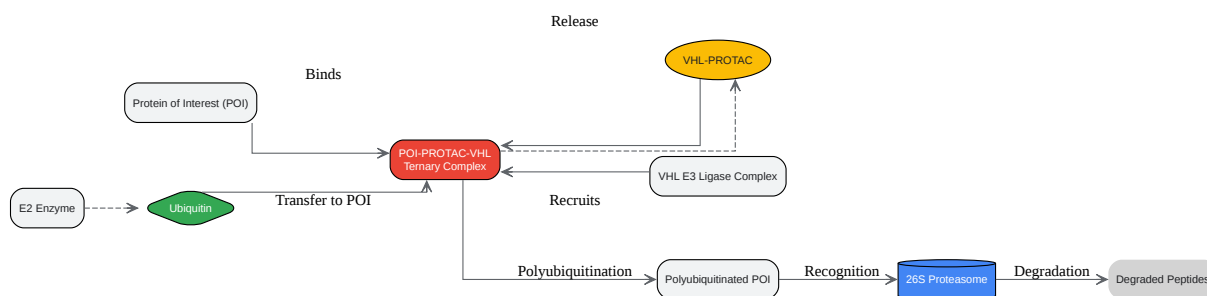 Release
VHL-PROTAC
Binds
Protein of Interest (POI)
POI-PROTAC-VHL
Ternary Complex
VHL E3 Ligase Complex
E2 Enzyme
Ubiquitin
Transfer to POI
Recruits
Polyubiquitination
Polyubiquitinated POI
Recognition
26S Proteasome
Degradation
Degraded Peptides